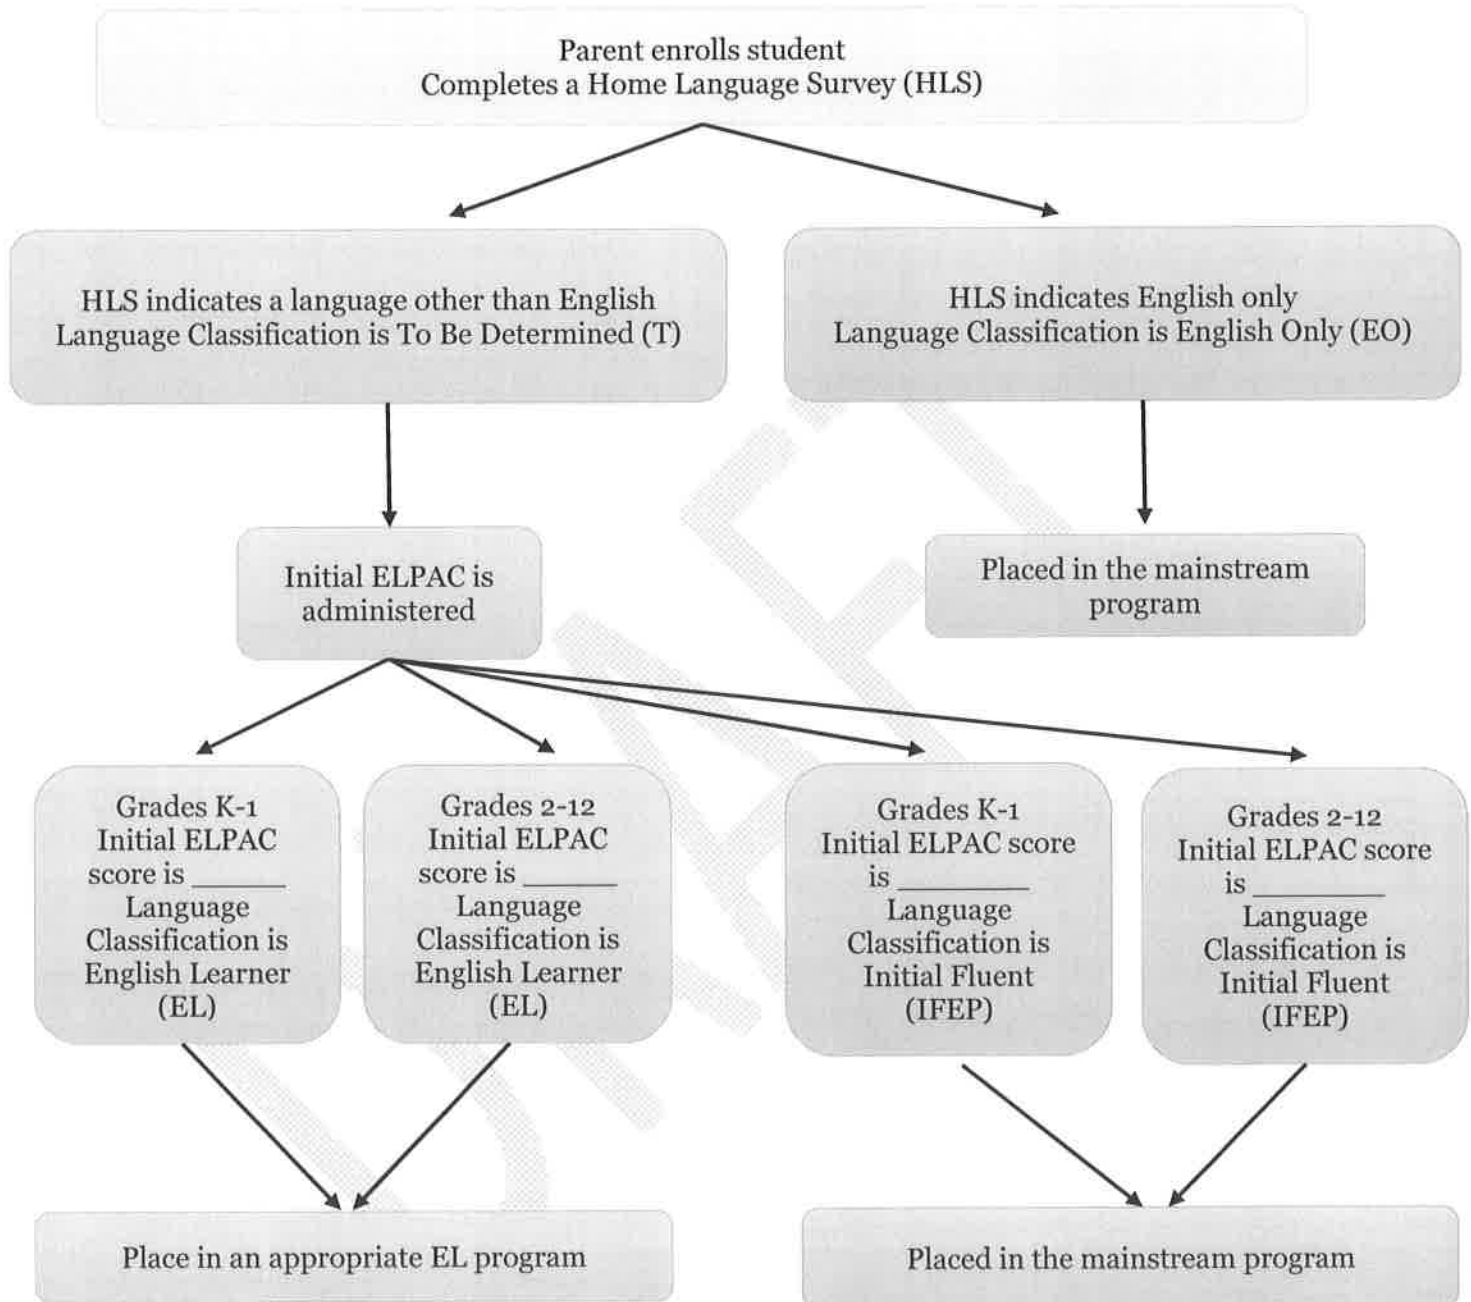 Parent enrolls student
Completes a Home Language Survey (HLS)
HLS indicates a language other than English
Language Classification is To Be Determined (T)
HLS indicates English only
Language Classification is English Only (EO)
Initial ELPAC is
administered
Placed in the mainstream
program
Grades K-1
Initial ELPAC
score is _______
Language
Classification is
English Learner
(EL)
Grades 2-12
Initial ELPAC
score is _______
Language
Classification is
English Learner
(EL)
Grades K-1
Initial ELPAC score
is __________
Language
Classification is
Initial Fluent
(IFEP)
Grades 2-12
Initial ELPAC score
is __________
Language
Classification is
Initial Fluent
(IFEP)
Place in an appropriate EL program
Placed in the mainstream program
DRAFT